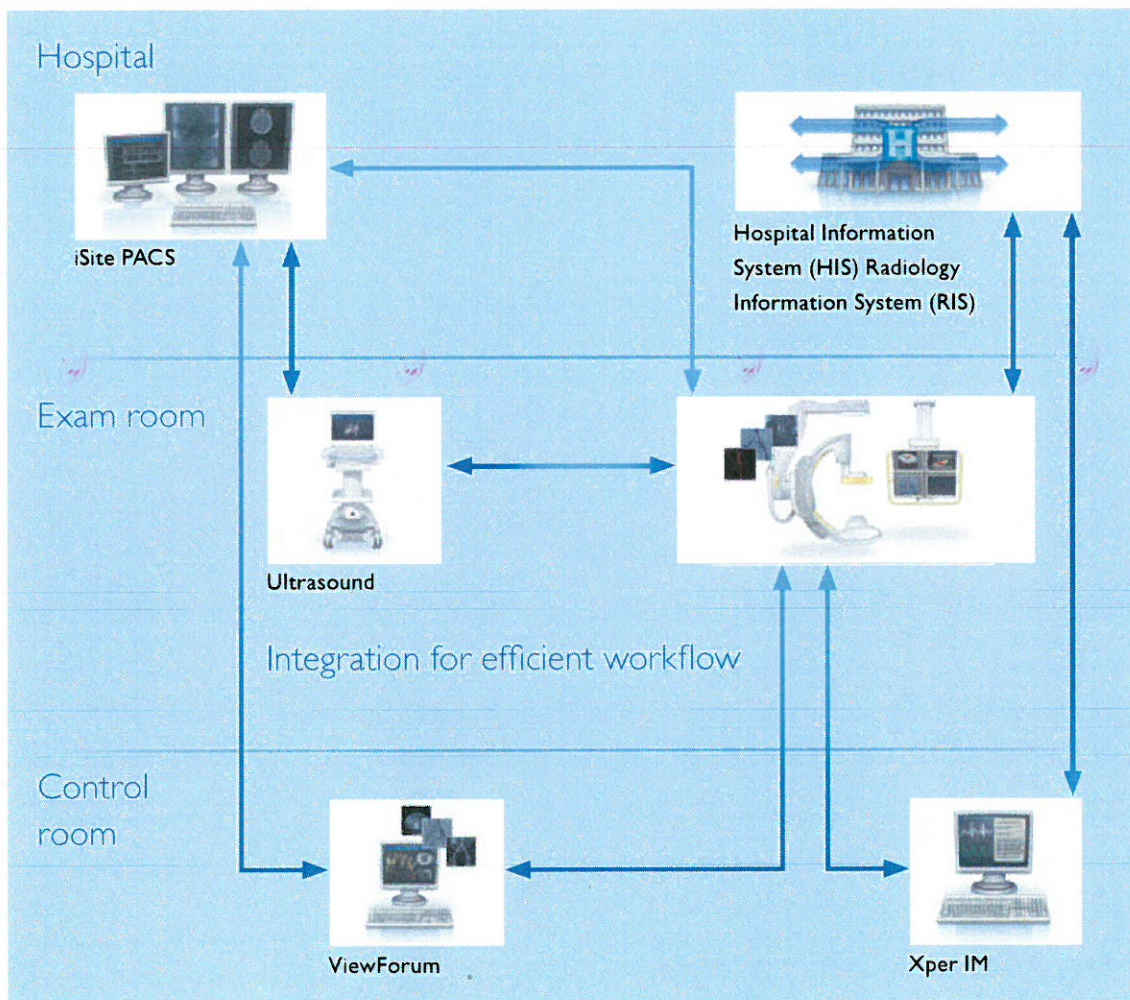 Hospital
H
iSite PACS
Hospital Information
System (HIS) Radiology
Information System (RIS)
Exam room
Ultrasound
Integration for efficient workflow
Control
room
ViewForum
Xper IM